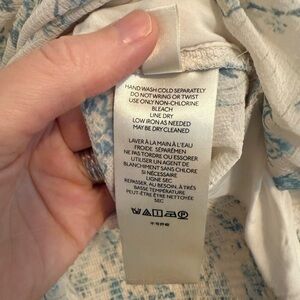 HAND WASH COLD SEPARATELY
DO NOT WRING OR TWIST
USE ONLY NON-CHLORINE
BLEACH
LINE DRY
LOW IRON AS NEEDED
MAY BE DRY CLEANED
LAVER À LA MAIN À L'EAU
FROIDE. SÉPARÉMEN
NE PAS TORDRE OU ESSOREZ
UTILISER UN AGENT DE
BLANCHIMENT SANS CHLORE
SI NÉCESSAIRE
LIGNE SEC
REPASSER, AU BESOIN, À TRÈS
BASSE TEMPÉRATURE
PEUT-ÊTRE ÊTRE NETTOYÉE
SEC